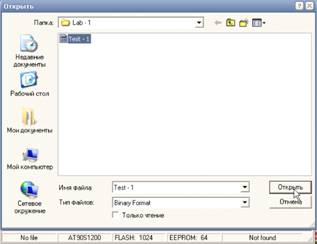 Открыть
Папка:
Lab - 1
Test - 1
Недавние
документы
Рабочий стол
Мои документы
Мой компьютер
Сетевое
окружение
Имя файла:
Test - 1
Открыть
Тип файлов:
Binary Format
Отмена
Только чтение
No file
AT90S1200
FLASH: 1024
EEPROM: 64
Not found